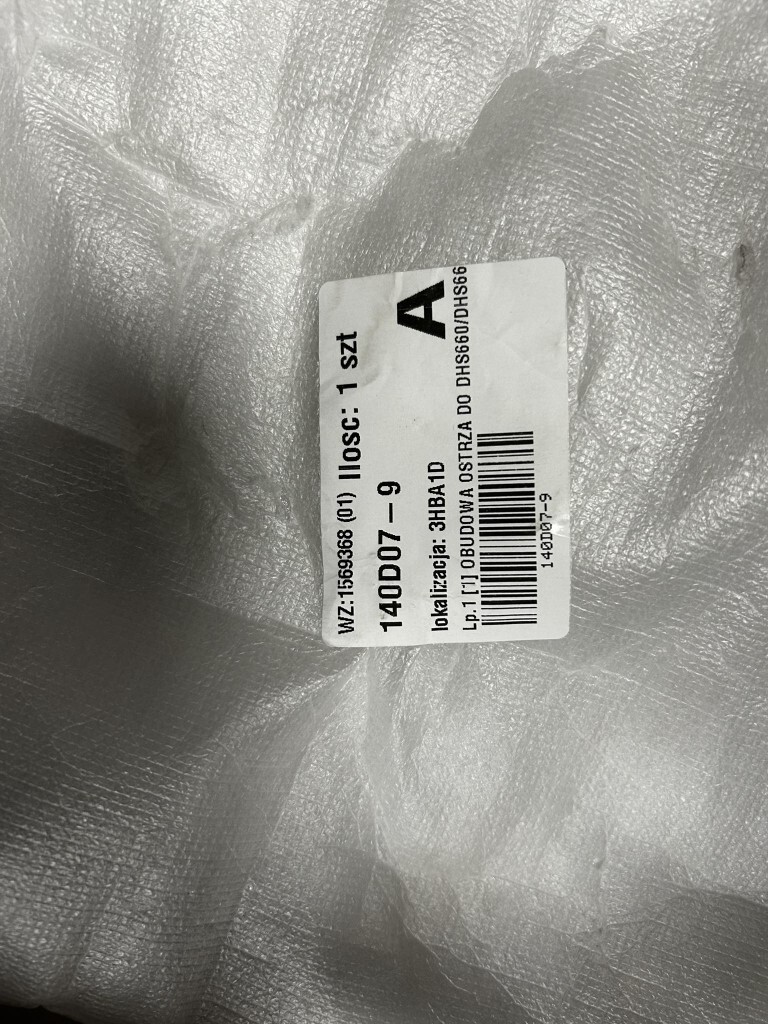 WZ:1569368 (01) Ilosc: 1 szt
140D07 – 9
A
lokalizacja: 3HBA1D
Lp.1 [1] OBUDOWA OSTRZA DO DHS660/DHS66
140D07-9